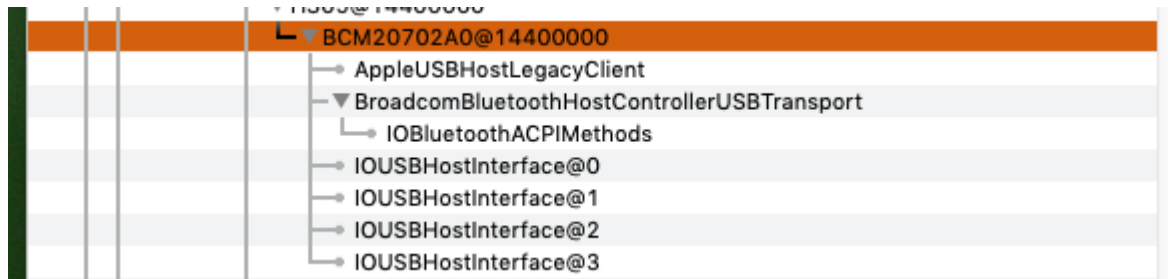 BCM20702A0@14400000
AppleUSBHostLegacyClient
BroadcomBluetoothHostControllerUSBTransport
IOBluetoothACPIMethods
IOUSBHostInterface@0
IOUSBHostInterface@1
IOUSBHostInterface@2
IOUSBHostInterface@3